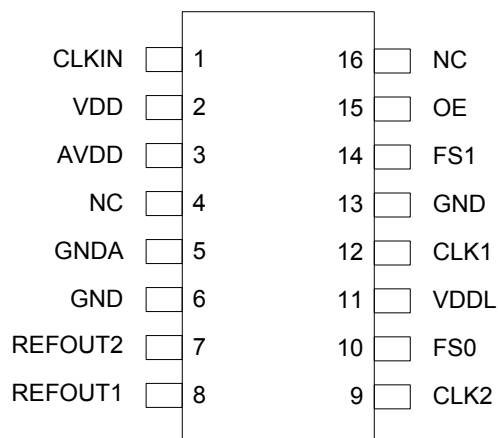 CLKIN 1 16 NC
VDD 2 15 OE
AVDD 3 14 FS1
NC 4 13 GND
GNDA 5 12 CLK1
GND 6 11 VDDL
REFOUT2 7 10 FS0
REFOUT1 8 9 CLK2